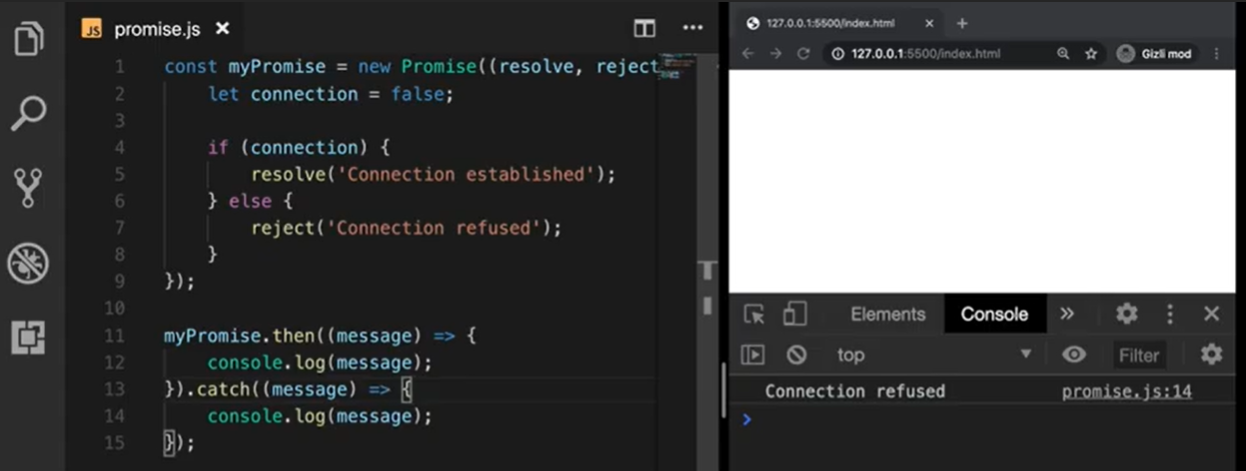 JS promise.js ×
1 const myPromise = new Promise((resolve, reject
2 let connection = false;
3
4 if (connection) {
5 resolve('Connection established');
6 } else {
7 reject('Connection refused');
8 }
9 });
10
11 myPromise.then((message) => {
12 console.log(message);
13 }).catch((message) => {
14 console.log(message);
15 });
127.0.0.1:5500/index.html
127.0.0.1:5500/index.html Gizli mod
Elements Console »
top Filter
Connection refused promise.js:14
>